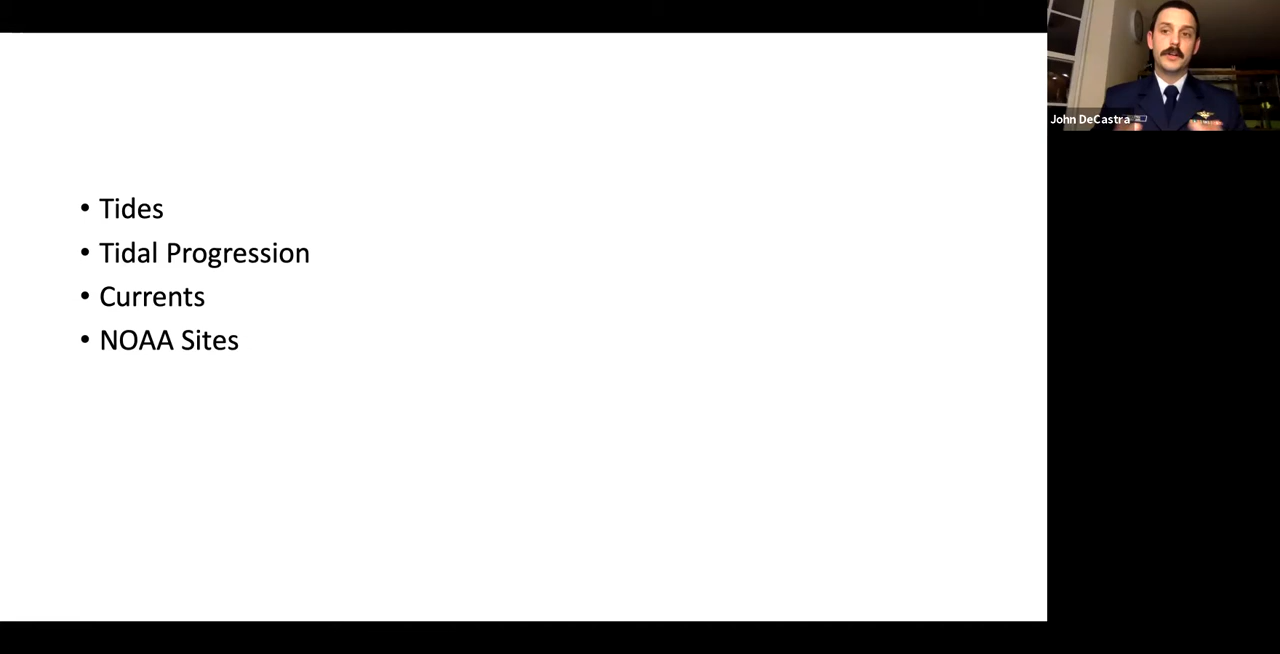 • Tides
• Tidal Progression
• Currents
• NOAA Sites
John DeCastra